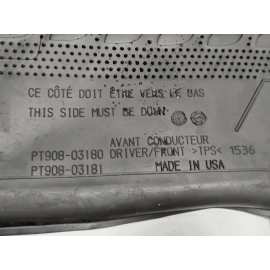 CE CÔTÉ DOIT ÊTRE VERS LE BAS
THIS SIDE MUST BE DOWN
AVANT CONDUCTEUR
PT908-03180 DRIVER/FRONT >TPS< 1536
PT908-03181 MADE IN USA